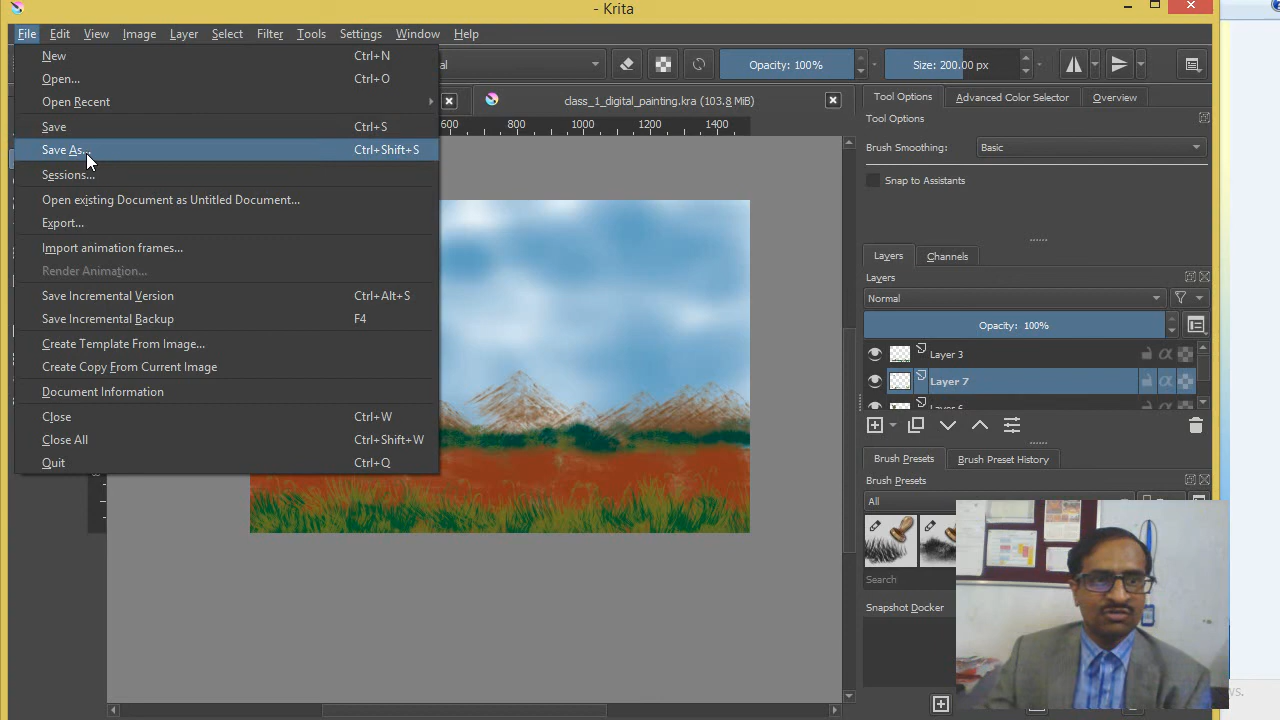 - Krita
File Edit View Image Layer Select Filter Tools Settings Window Help
New Ctrl+N
Open... Ctrl+O
Open Recent
Save Ctrl+S
Save As... Ctrl+Shift+S
Sessions...
Open existing Document as Untitled Document...
Export...
Import animation frames...
Render Animation...
Save Incremental Version Ctrl+Alt+S
Save Incremental Backup F4
Create Template From Image...
Create Copy From Current Image
Document Information
Close Ctrl+W
Close All Ctrl+Shift+W
Quit Ctrl+Q
Opacity: 100% Size: 200.00 px
class_1_digital_painting.kra (103.8 MiB)
600 800 1000 1200 1400
Tool Options Advanced Color Selector Overview
Tool Options
Brush Smoothing: Basic
Snap to Assistants
Layers Channels
Layers
Normal
Opacity: 100%
Layer 3
Layer 7
Layer 6
Brush Presets Brush Preset History
Brush Presets
All
Search
Snapshot Docker